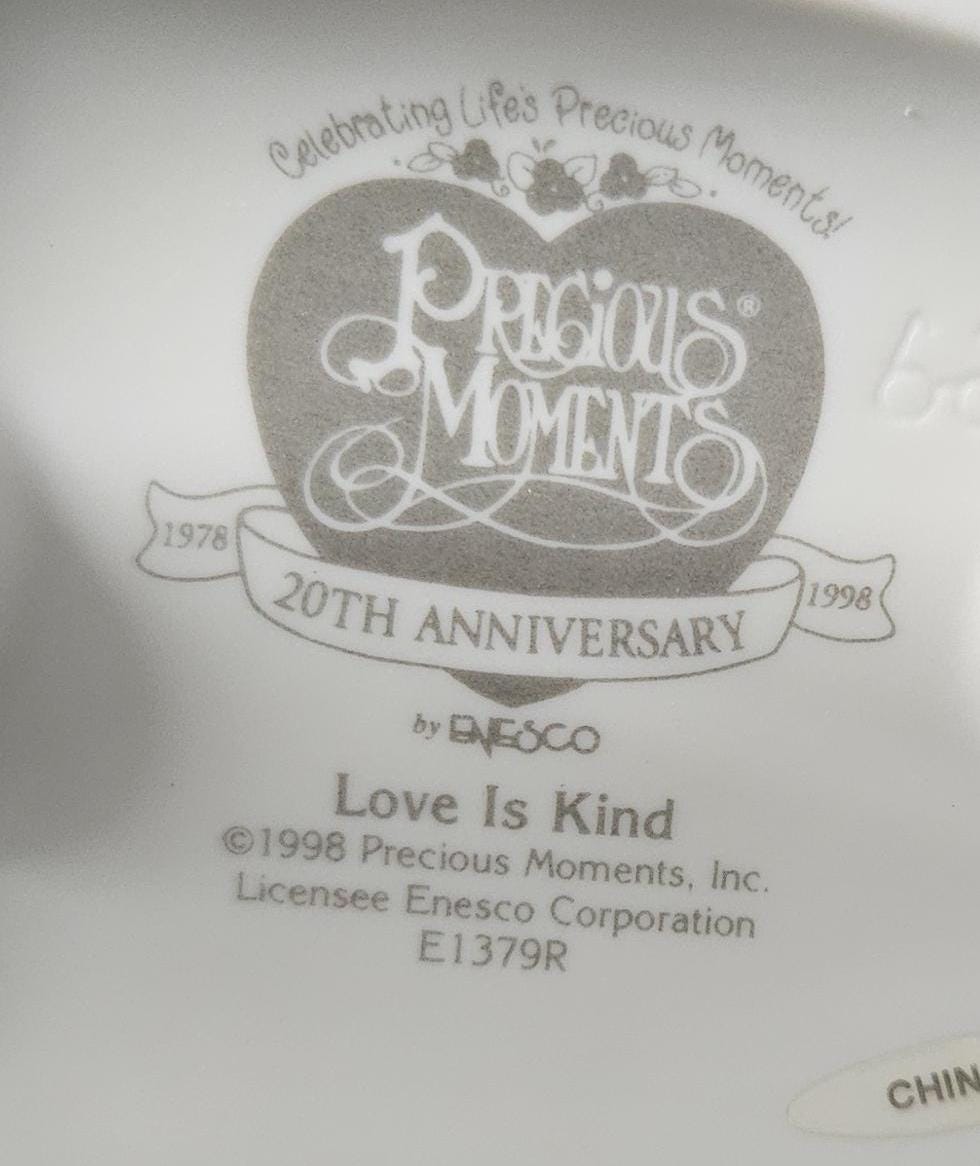 Celebrating Life's Precious Moments!
PRECIOUS®
MOMENTS
1978
20TH ANNIVERSARY
1998
by ENESCO
Love Is Kind
©1998 Precious Moments, Inc.
Licensee Enesco Corporation
E1379R